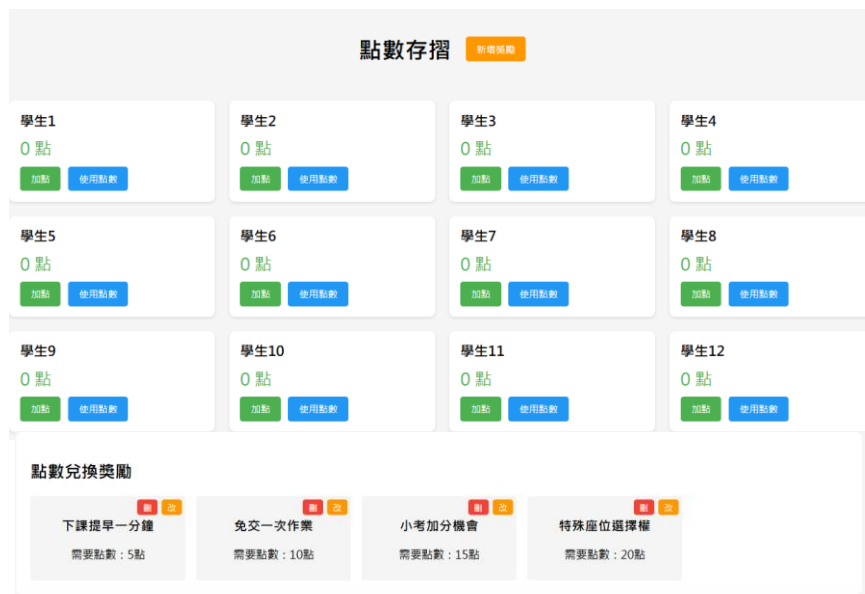 點數存摺 新增獎勵
學生1 學生2 學生3 學生4
0 點 0 點 0 點 0 點
加點 使用點數 加點 使用點數 加點 使用點數 加點 使用點數
學生5 學生6 學生7 學生8
0 點 0 點 0 點 0 點
加點 使用點數 加點 使用點數 加點 使用點數 加點 使用點數
學生9 學生10 學生11 學生12
0 點 0 點 0 點 0 點
加點 使用點數 加點 使用點數 加點 使用點數 加點 使用點數
點數兌換獎勵
刪 改 刪 改 刪 改 刪 改
下課提早一分鐘 免交一次作業 小考加分機會 特殊座位選擇權
需要點數：5點 需要點數：10點 需要點數：15點 需要點數：20點